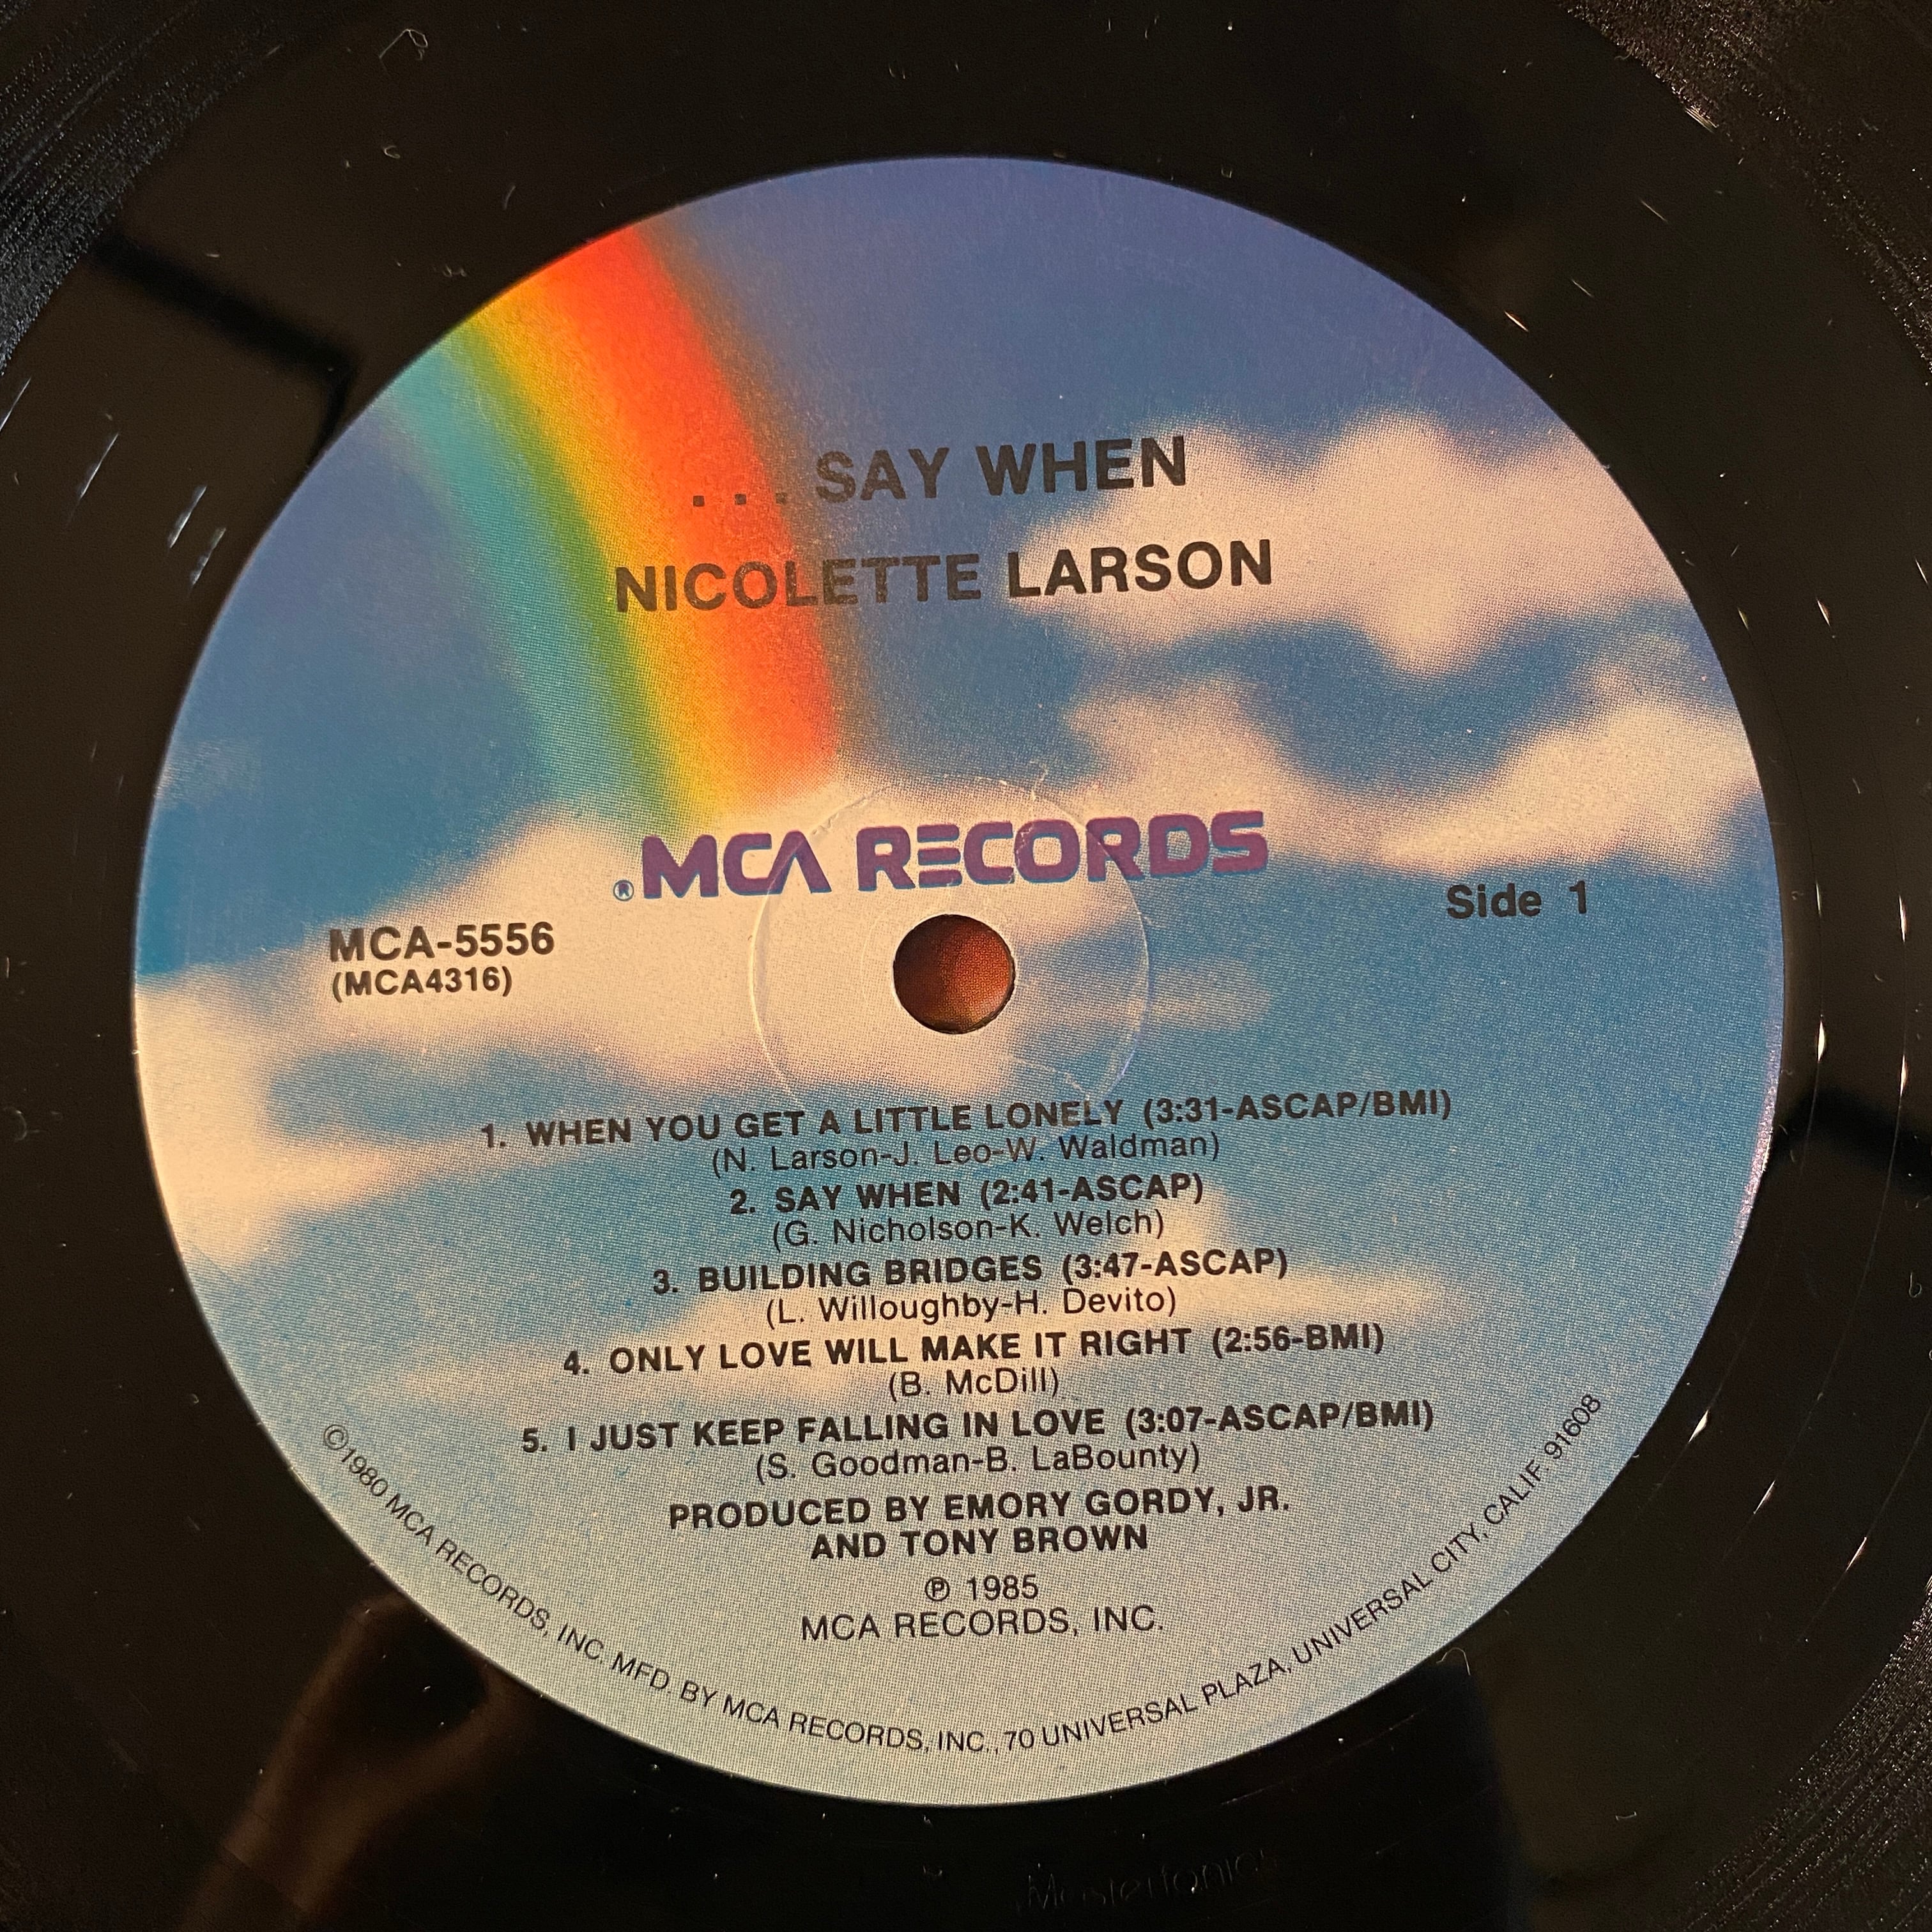 . . . SAY WHEN
NICOLETTE LARSON
® MCA RECORDS
MCA-5556
(MCA4316)
Side 1
1. WHEN YOU GET A LITTLE LONELY (3:31-ASCAP/BMI)
(N. Larson-J. Leo-W. Waldman)
2. SAY WHEN (2:41-ASCAP)
(G. Nicholson-K. Welch)
3. BUILDING BRIDGES (3:47-ASCAP)
(L. Willoughby-H. Devito)
4. ONLY LOVE WILL MAKE IT RIGHT (2:56-BMI)
(B. McDill)
5. I JUST KEEP FALLING IN LOVE (3:07-ASCAP/BMI)
(S. Goodman-B. LaBounty)
PRODUCED BY EMORY GORDY, JR.
AND TONY BROWN
℗ 1985
MCA RECORDS, INC.
©1980 MCA RECORDS, INC. MFD. BY MCA RECORDS, INC., 70 UNIVERSAL PLAZA, UNIVERSAL CITY, CALIF. 91608
Masterfonics